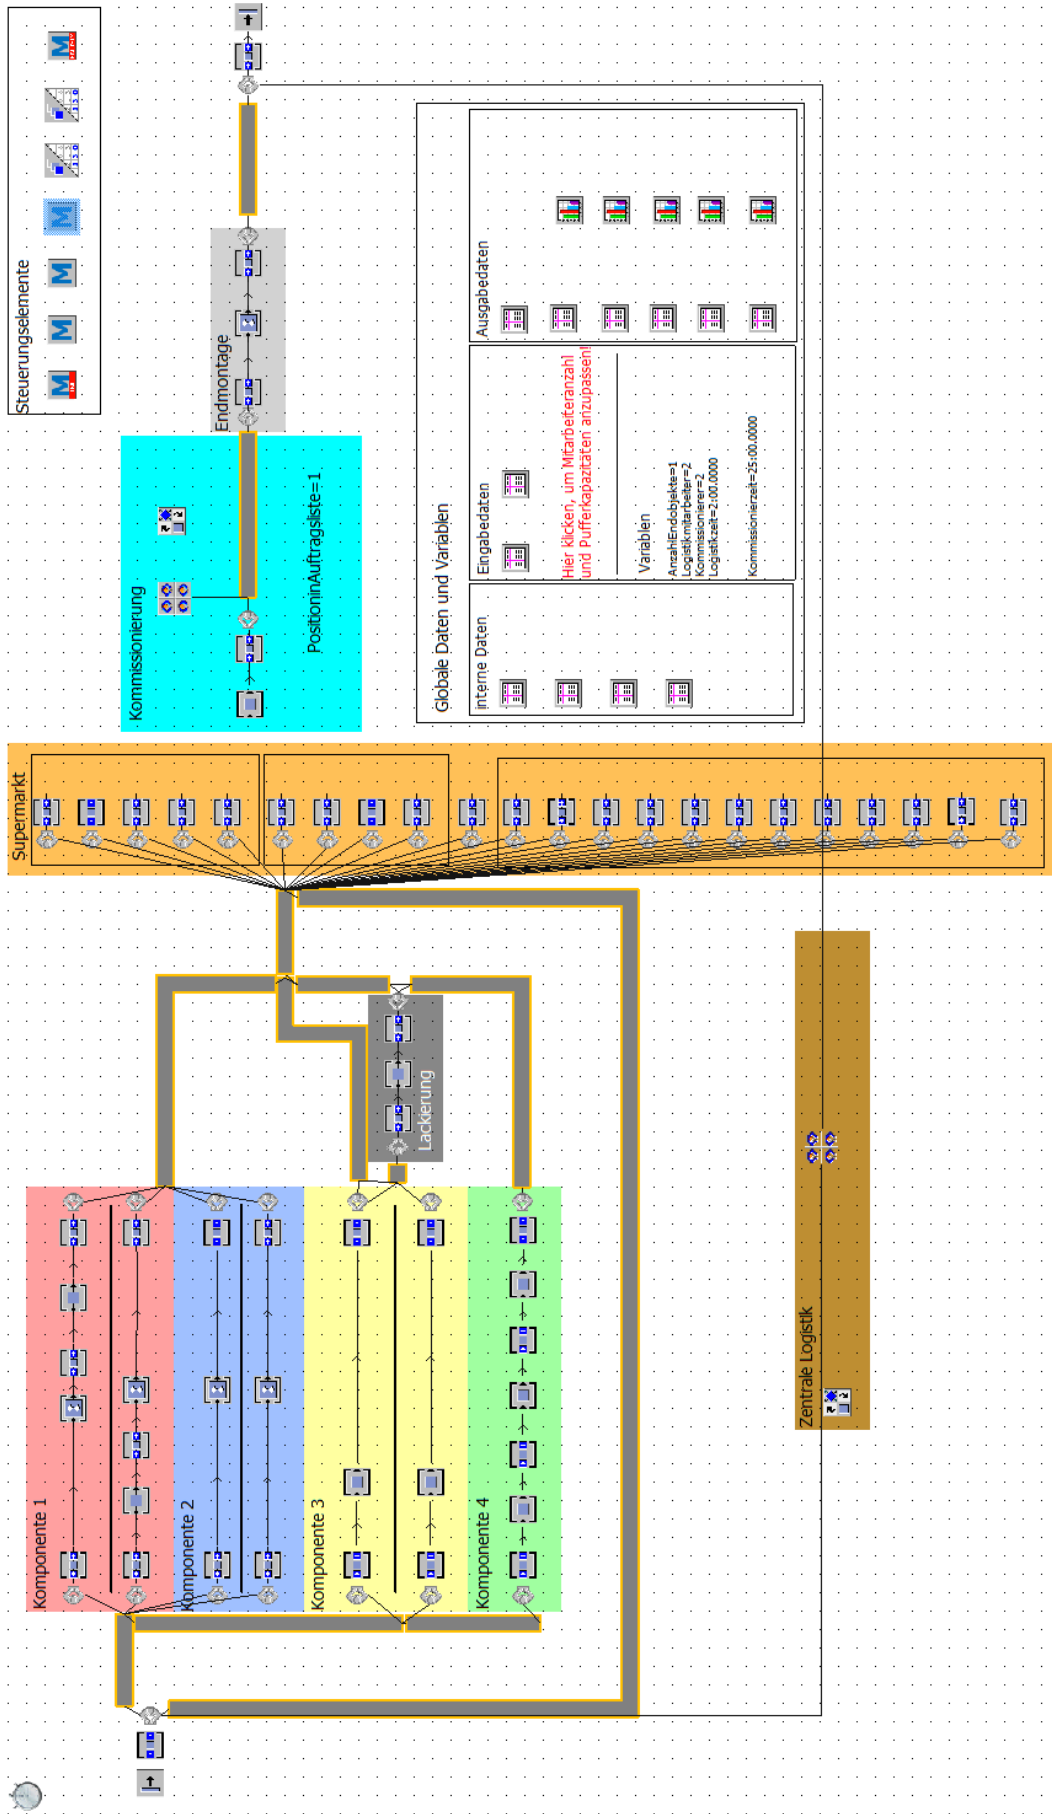 Steuerungselemente
Endmontage
Kommissionierung
PositioninAuftragsliste=1
Globale Daten und Variablen
interne Daten
Eingabedaten
Hier klicken, um Mitarbeiteranzahl
und Pufferkapazitäten anzupassen!
Variablen
AnzahlEndobjekte=1
Logistikmitarbeiter=2
Kommissionierer=2
Logistikzeit=2:00.0000
Kommissionierzeit=25:00.0000
Ausgabedaten
Supermarkt
Lackierung
Komponente 1
Komponente 2
Komponente 3
Komponente 4
Zentrale Logistik